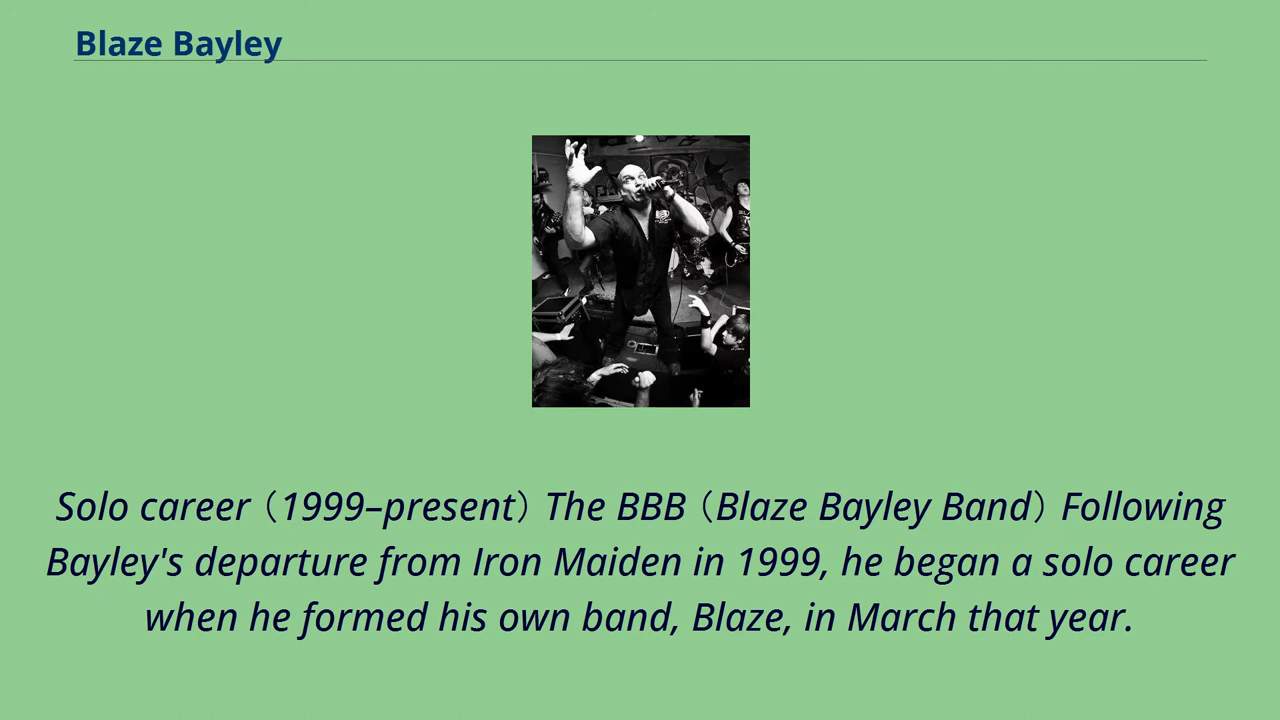 Blaze Bayley
Solo career（1999–present）The BBB（Blaze Bayley Band）Following
Bayley's departure from Iron Maiden in 1999, he began a solo career
when he formed his own band, Blaze, in March that year.